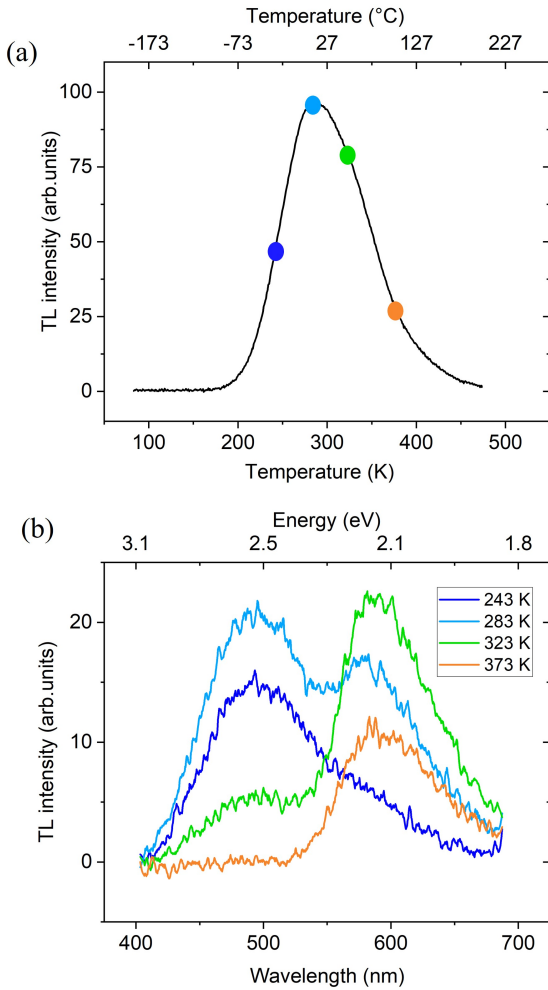 Temperature (°C)
-173 -73 27 127 227
(a)
100
75
50
25
0
TL intensity (arb.units)
100 200 300 400 500
Temperature (K)
(b)
Energy (eV)
3.1 2.5 2.1 1.8
243 K
283 K
323 K
373 K
20
10
0
TL intensity (arb.units)
400 500 600 700
Wavelength (nm)